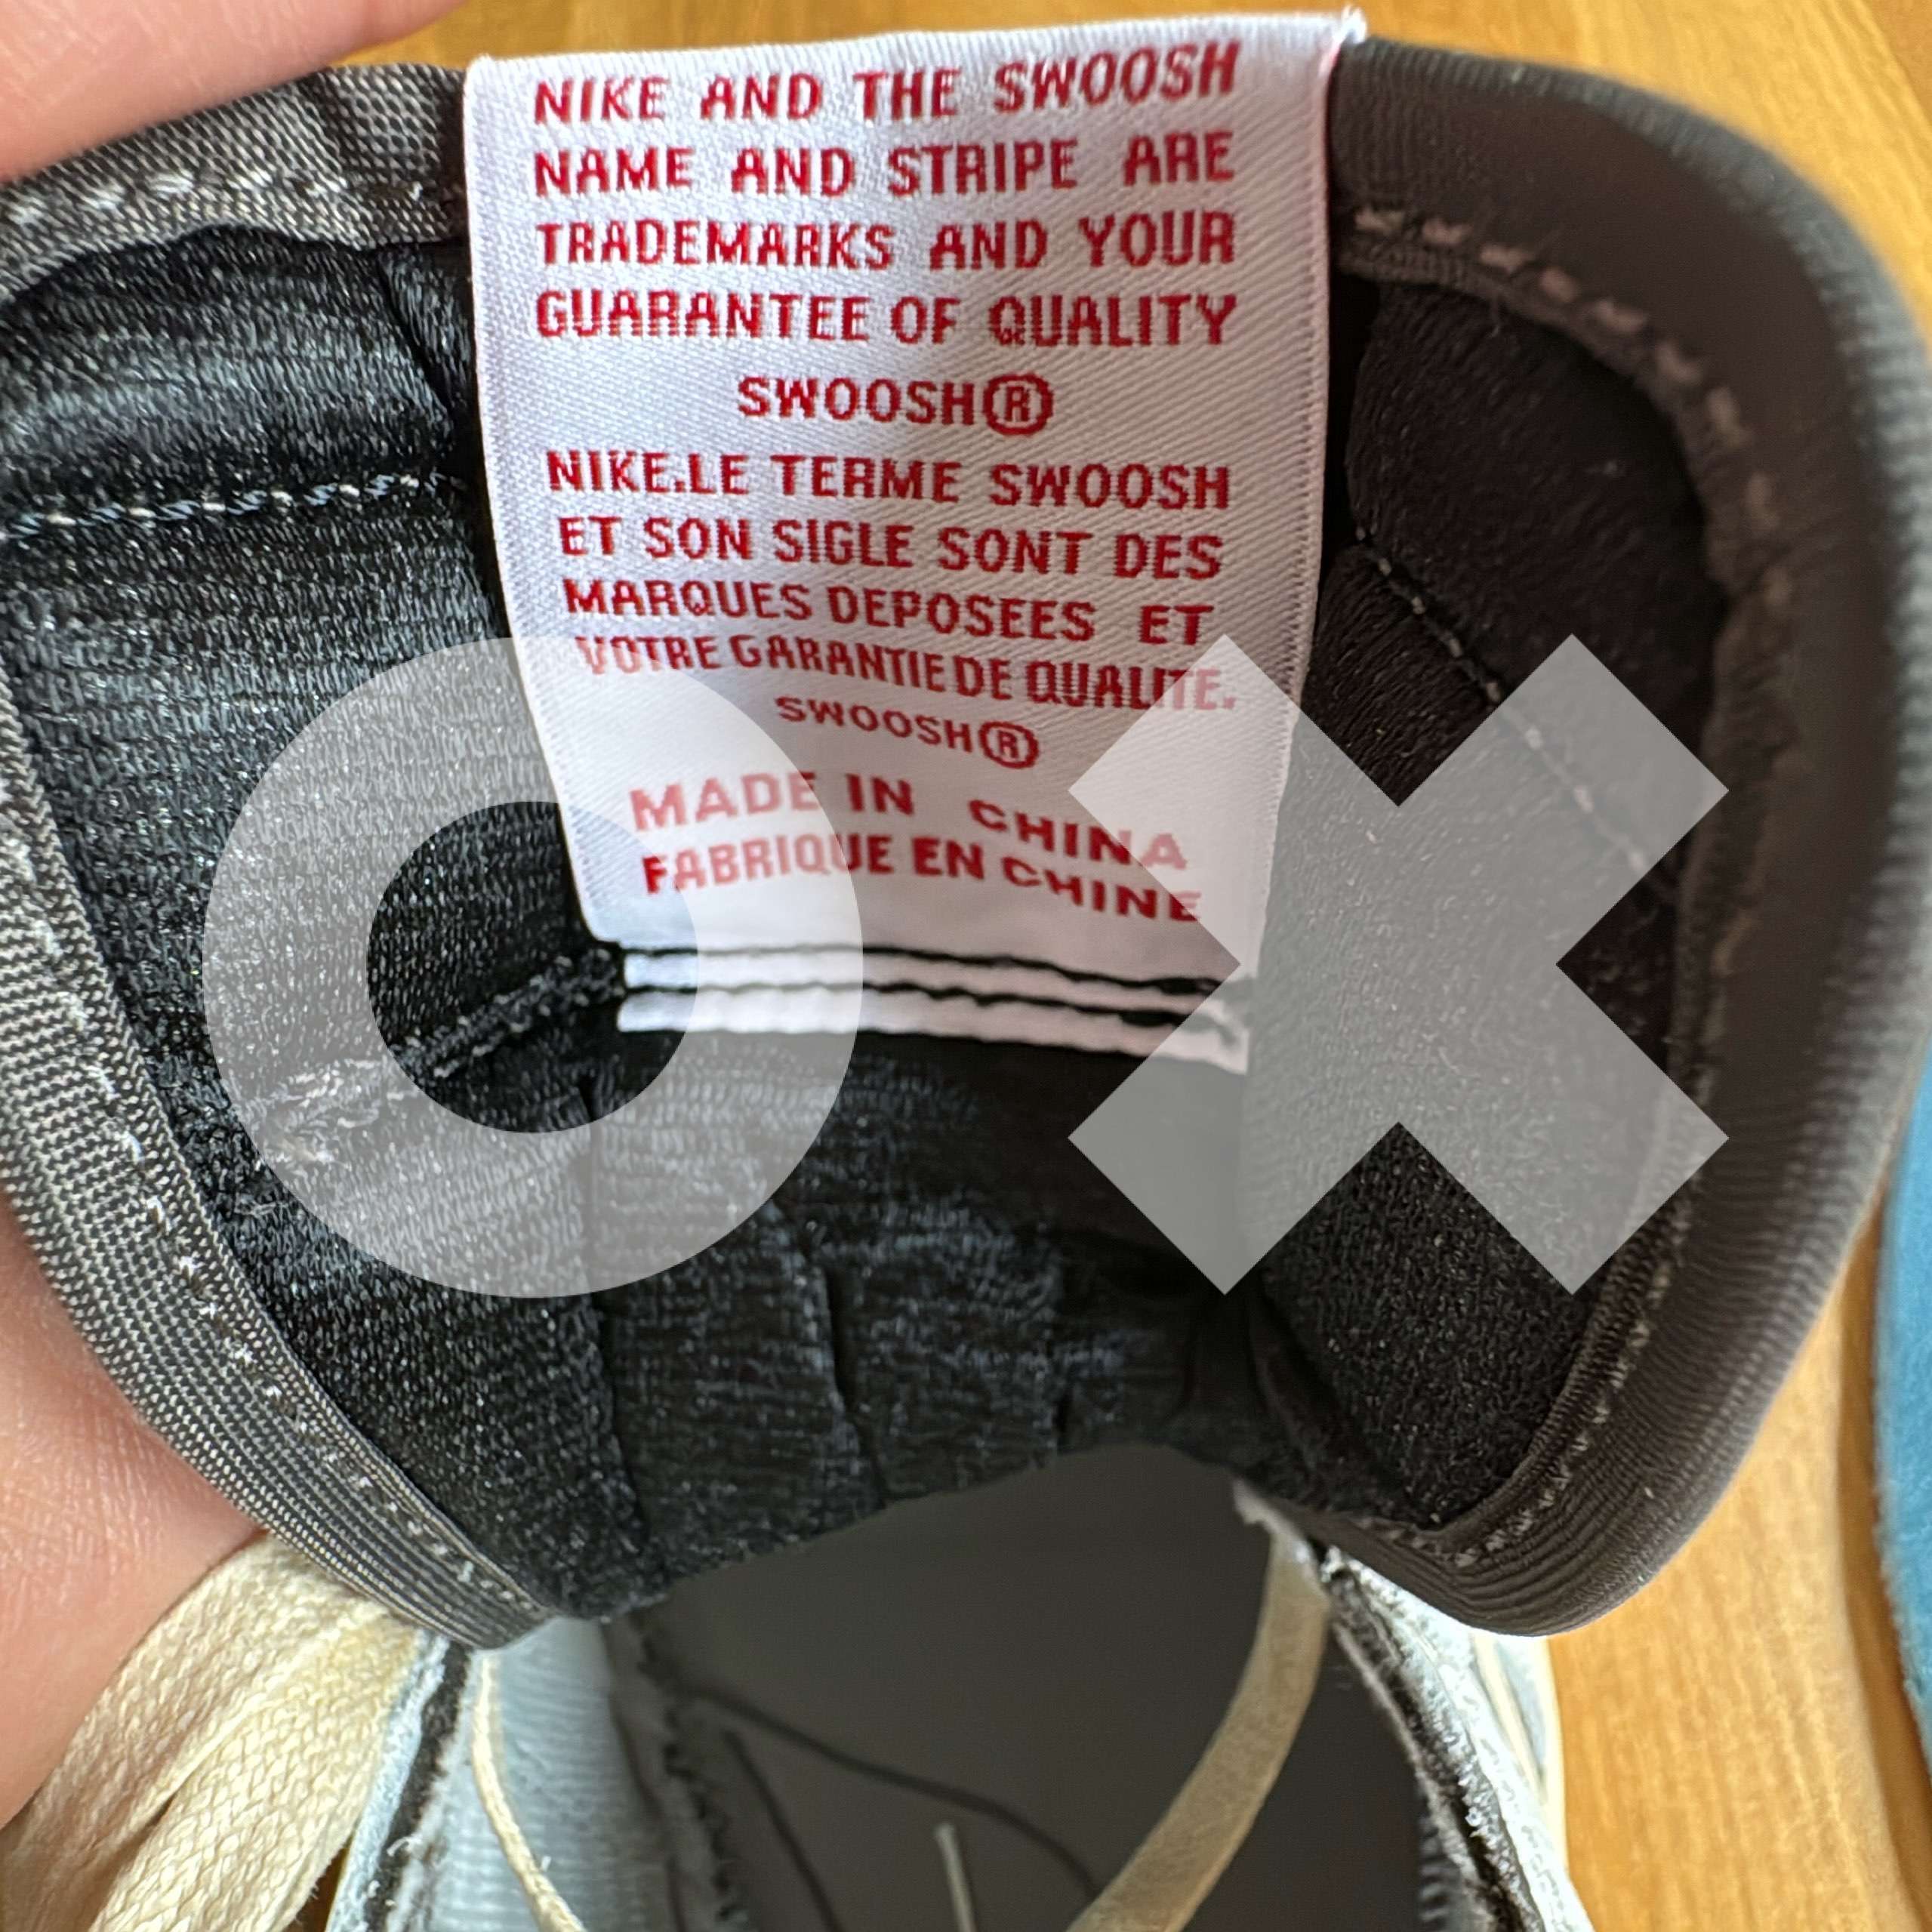 NIKE AND THE SWOOSH
NAME AND STRIPE ARE
TRADEMARKS AND YOUR
GUARANTEE OF QUALITY
SWOOSH®
NIKE.LE TERME SWOOSH
ET SON SIGLE SONT DES
MARQUES DEPOSEES ET
VOTRE GARANTIE DE QUALITE.
SWOOSH®
MADE IN CHINA
FABRIQUE EN CHINE
OX